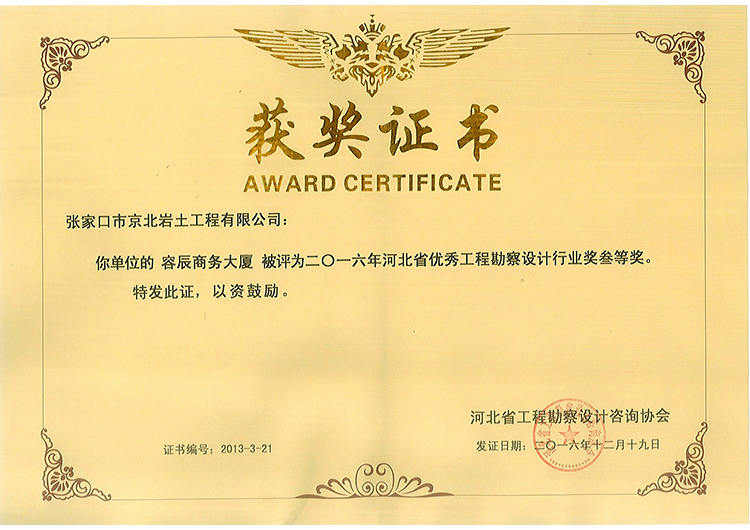 获奖证书
AWARD CERTIFICATE
张家口市京北岩土工程有限公司：
你单位的 容辰商务大厦 被评为二〇一六年河北省优秀工程勘察设计行业奖叁等奖。
特发此证，以资鼓励。
河北省工程勘察设计咨询协会
证书编号：2013-3-21
发证日期：二〇一六年十二月十九日